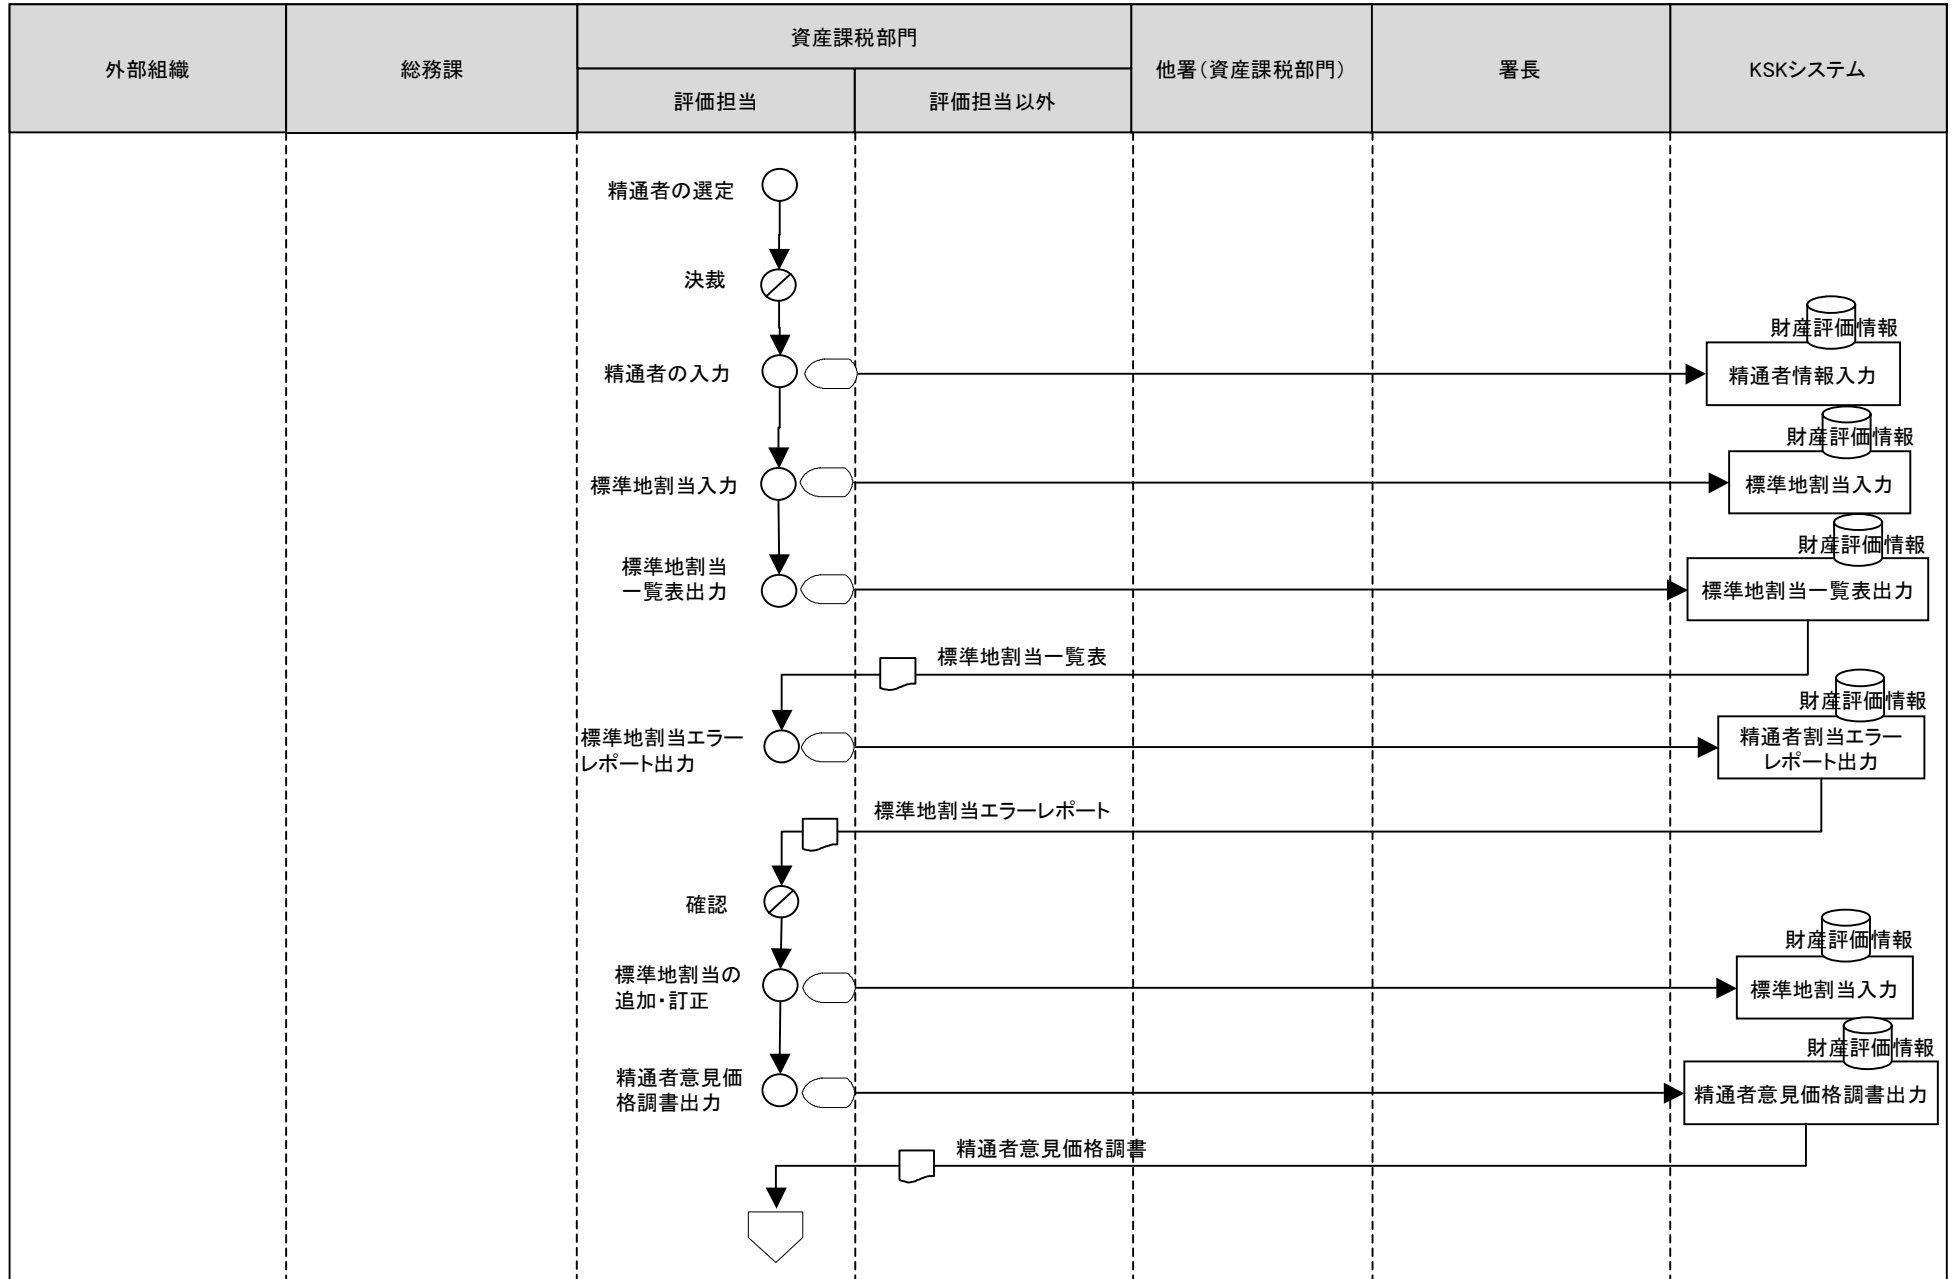 外部組織
総務課
資産課税部門
評価担当
評価担当以外
他署(資産課税部門)
署長
KSKシステム
精通者の選定
決裁
財産評価情報
精通者の入力
精通者情報入力
財産評価情報
標準地割当入力
標準地割当入力
財産評価情報
標準地割当
一覧表出力
標準地割当一覧表出力
標準地割当一覧表
財産評価情報
標準地割当エラー
レポート出力
精通者割当エラー
レポート出力
標準地割当エラーレポート
確認
財産評価情報
標準地割当の
追加・訂正
標準地割当入力
財産評価情報
精通者意見価
格調書出力
精通者意見価格調書出力
精通者意見価格調書